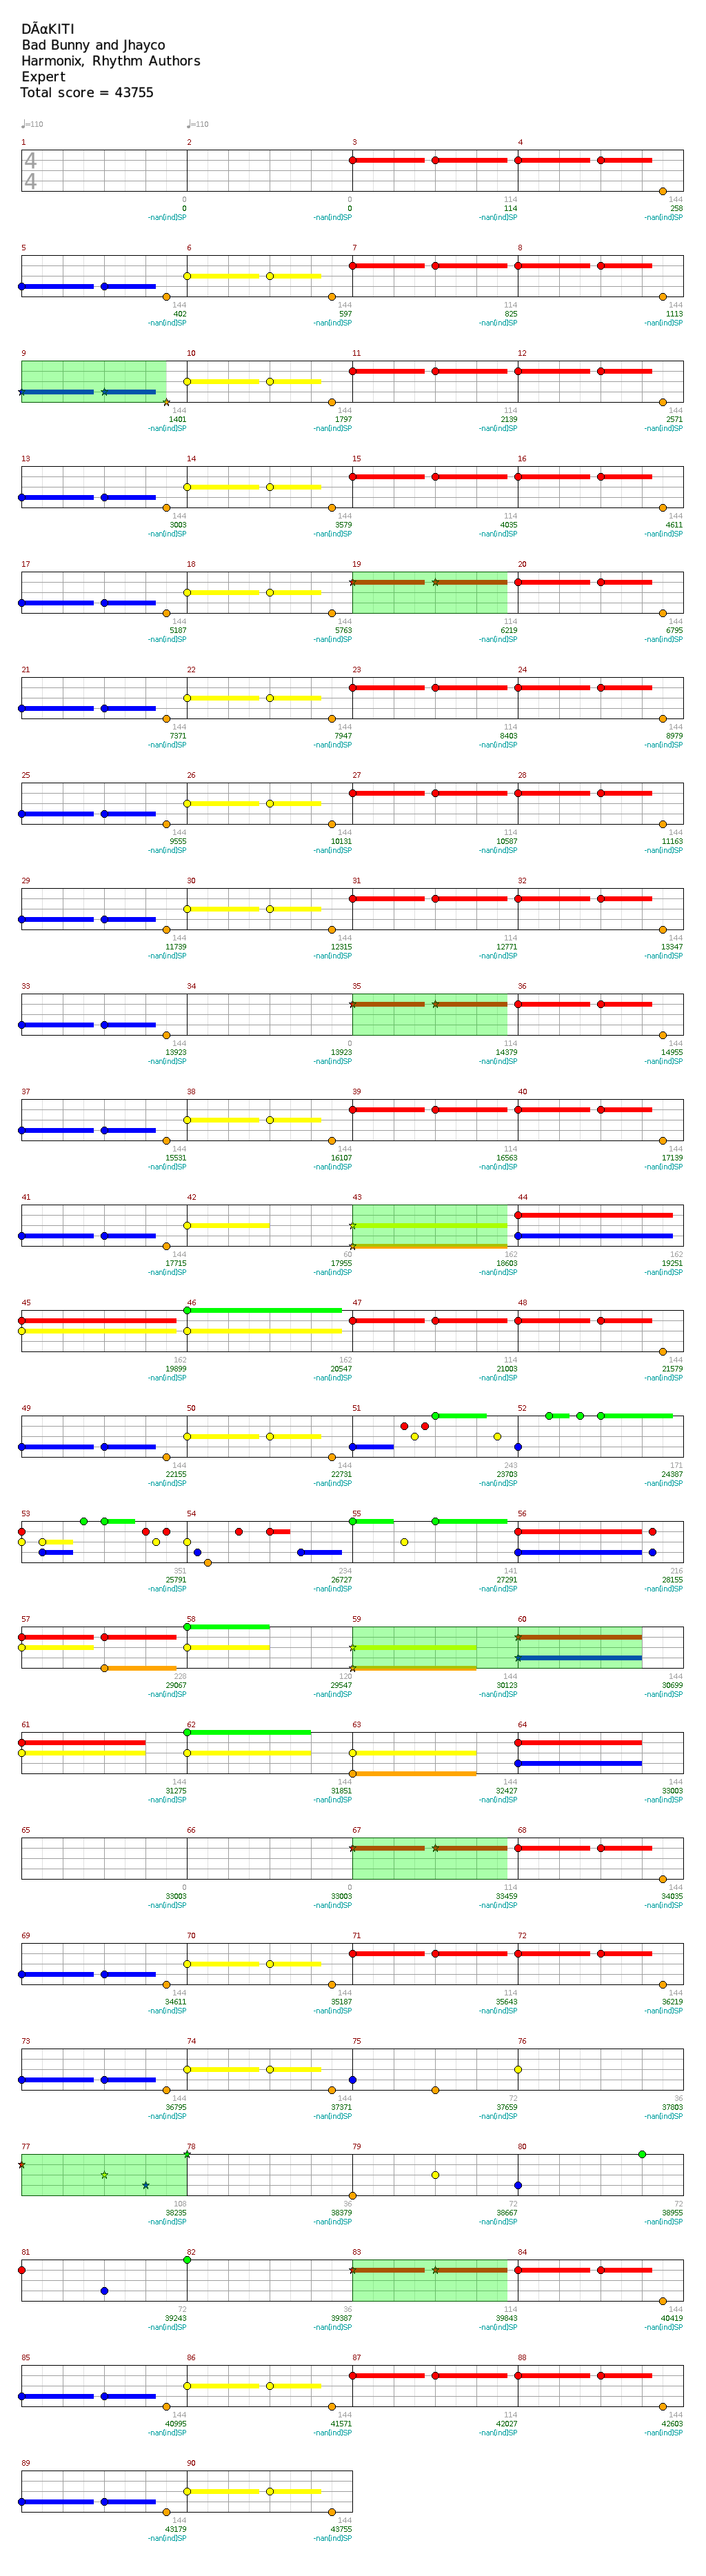 DÃαKITI
Bad Bunny and Jhayco
Harmonix, Rhythm Authors
Expert
Total score = 43755
♩=110 ♩=110
1 2 3 4
4
4
0 0 114 144
0 0 114 258
-nan(ind)SP -nan(ind)SP -nan(ind)SP -nan(ind)SP
5 6 7 8
144 144 114 144
402 597 825 1113
-nan(ind)SP -nan(ind)SP -nan(ind)SP -nan(ind)SP
9 10 11 12
144 144 114 144
1401 1797 2139 2571
-nan(ind)SP -nan(ind)SP -nan(ind)SP -nan(ind)SP
13 14 15 16
144 144 114 144
3003 3579 4035 4611
-nan(ind)SP -nan(ind)SP -nan(ind)SP -nan(ind)SP
17 18 19 20
144 144 114 144
5187 5763 6219 6795
-nan(ind)SP -nan(ind)SP -nan(ind)SP -nan(ind)SP
21 22 23 24
144 144 114 144
7371 7947 8403 8979
-nan(ind)SP -nan(ind)SP -nan(ind)SP -nan(ind)SP
25 26 27 28
144 144 114 144
9555 10131 10587 11163
-nan(ind)SP -nan(ind)SP -nan(ind)SP -nan(ind)SP
29 30 31 32
144 144 114 144
11739 12315 12771 13347
-nan(ind)SP -nan(ind)SP -nan(ind)SP -nan(ind)SP
33 34 35 36
144 0 114 144
13923 13923 14379 14955
-nan(ind)SP -nan(ind)SP -nan(ind)SP -nan(ind)SP
37 38 39 40
144 144 114 144
15531 16107 16563 17139
-nan(ind)SP -nan(ind)SP -nan(ind)SP -nan(ind)SP
41 42 43 44
144 60 162 162
17715 17955 18603 19251
-nan(ind)SP -nan(ind)SP -nan(ind)SP -nan(ind)SP
45 46 47 48
162 162 114 144
19899 20547 21003 21579
-nan(ind)SP -nan(ind)SP -nan(ind)SP -nan(ind)SP
49 50 51 52
144 144 243 171
22155 22731 23703 24387
-nan(ind)SP -nan(ind)SP -nan(ind)SP -nan(ind)SP
53 54 55 56
351 234 141 216
25791 26727 27291 28155
-nan(ind)SP -nan(ind)SP -nan(ind)SP -nan(ind)SP
57 58 59 60
228 120 144 144
29067 29547 30123 30699
-nan(ind)SP -nan(ind)SP -nan(ind)SP -nan(ind)SP
61 62 63 64
144 144 144 144
31275 31851 32427 33003
-nan(ind)SP -nan(ind)SP -nan(ind)SP -nan(ind)SP
65 66 67 68
0 0 114 144
33003 33003 33459 34035
-nan(ind)SP -nan(ind)SP -nan(ind)SP -nan(ind)SP
69 70 71 72
144 144 114 144
34611 35187 35643 36219
-nan(ind)SP -nan(ind)SP -nan(ind)SP -nan(ind)SP
73 74 75 76
144 144 72 36
36795 37371 37659 37803
-nan(ind)SP -nan(ind)SP -nan(ind)SP -nan(ind)SP
77 78 79 80
108 36 72 72
38235 38379 38667 38955
-nan(ind)SP -nan(ind)SP -nan(ind)SP -nan(ind)SP
81 82 83 84
72 36 114 144
39243 39387 39843 40419
-nan(ind)SP -nan(ind)SP -nan(ind)SP -nan(ind)SP
85 86 87 88
144 144 114 144
40995 41571 42027 42603
-nan(ind)SP -nan(ind)SP -nan(ind)SP -nan(ind)SP
89 90
144 144
43179 43755
-nan(ind)SP -nan(ind)SP